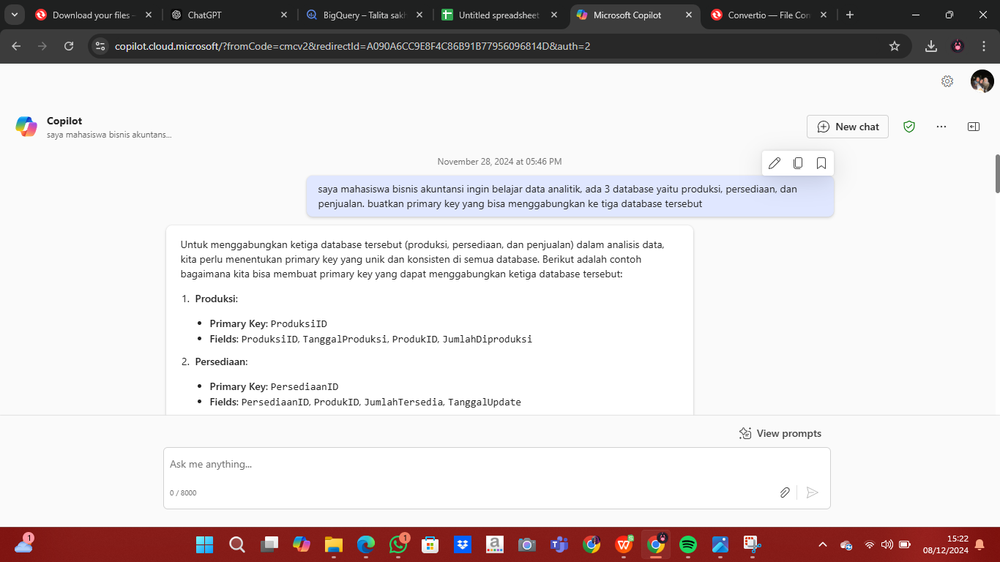 Download your files –
ChatGPT
BigQuery – Talita sakh
Untitled spreadsheet
Microsoft Copilot
Convertio — File Con
copilot.cloud.microsoft/?fromCode=cmcv2&redirectId=A090A6CC9E8F4C86B91B77956096814D&auth=2
Copilot
saya mahasiswa bisnis akuntans...
New chat
November 28, 2024 at 05:46 PM
saya mahasiswa bisnis akuntansi ingin belajar data analitik, ada 3 database yaitu produksi, persediaan, dan
penjualan. buatkan primary key yang bisa menggabungkan ke tiga database tersebut
Untuk menggabungkan ketiga database tersebut (produksi, persediaan, dan penjualan) dalam analisis data,
kita perlu menentukan primary key yang unik dan konsisten di semua database. Berikut adalah contoh
bagaimana kita bisa membuat primary key yang dapat menggabungkan ketiga database tersebut:
1. Produksi:
• Primary Key: ProduksiID
• Fields: ProduksiID, TanggalProduksi, ProdukID, JumlahDiproduksi
2. Persediaan:
• Primary Key: PersediaanID
• Fields: PersediaanID, ProdukID, JumlahTersedia, TanggalUpdate
View prompts
Ask me anything...
0 / 8000
1
1
a
15:22
08/12/2024